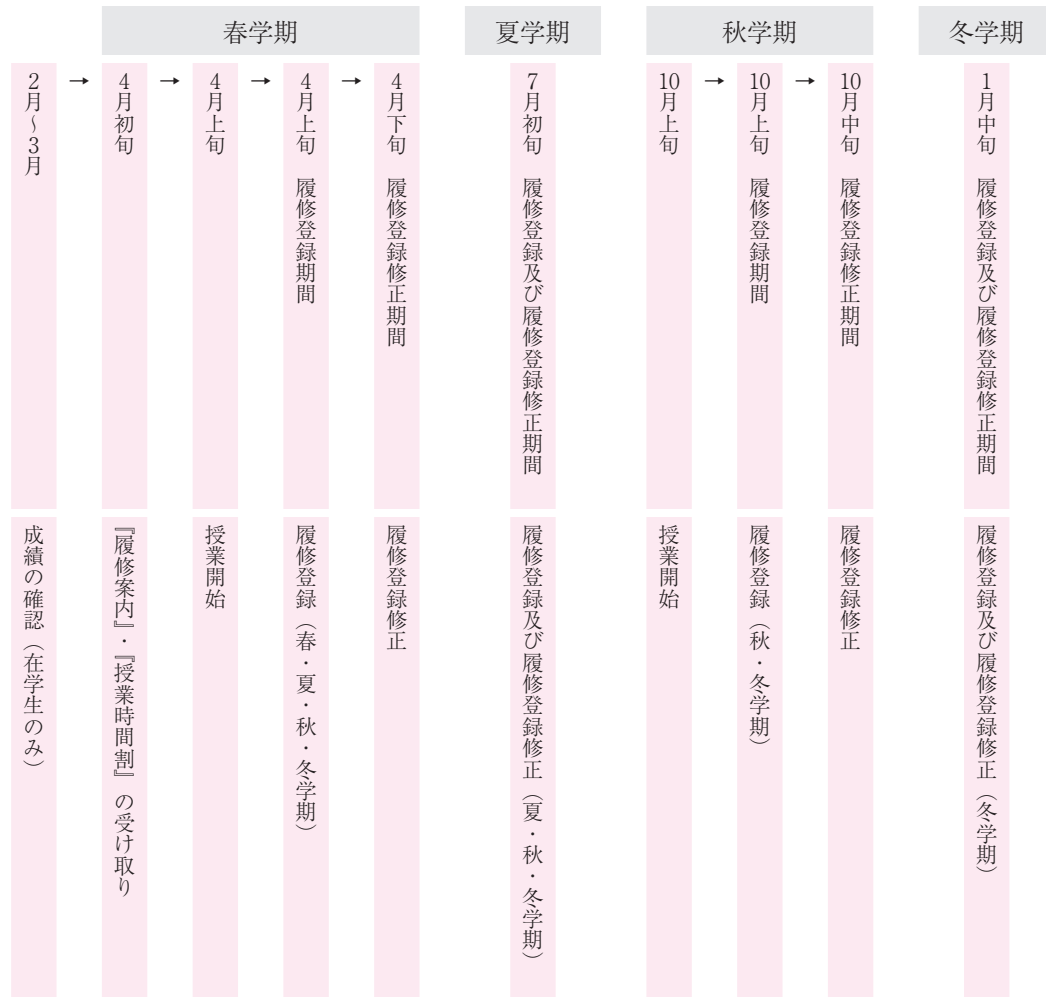 春学期
夏学期
秋学期
冬学期
2月〜3月
成績の確認（在学生のみ）
→
4月初旬
『履修案内』・『授業時間割』の受け取り
→
4月上旬
授業開始
→
4月上旬　履修登録期間
履修登録（春・夏・秋・冬学期）
→
4月下旬　履修登録修正期間
履修登録修正
7月初旬　履修登録及び履修登録修正期間
履修登録及び履修登録修正（夏・秋・冬学期）
10月上旬
授業開始
→
10月上旬　履修登録期間
履修登録（秋・冬学期）
→
10月中旬　履修登録修正期間
履修登録修正
1月中旬　履修登録及び履修登録修正期間
履修登録及び履修登録修正（冬学期）